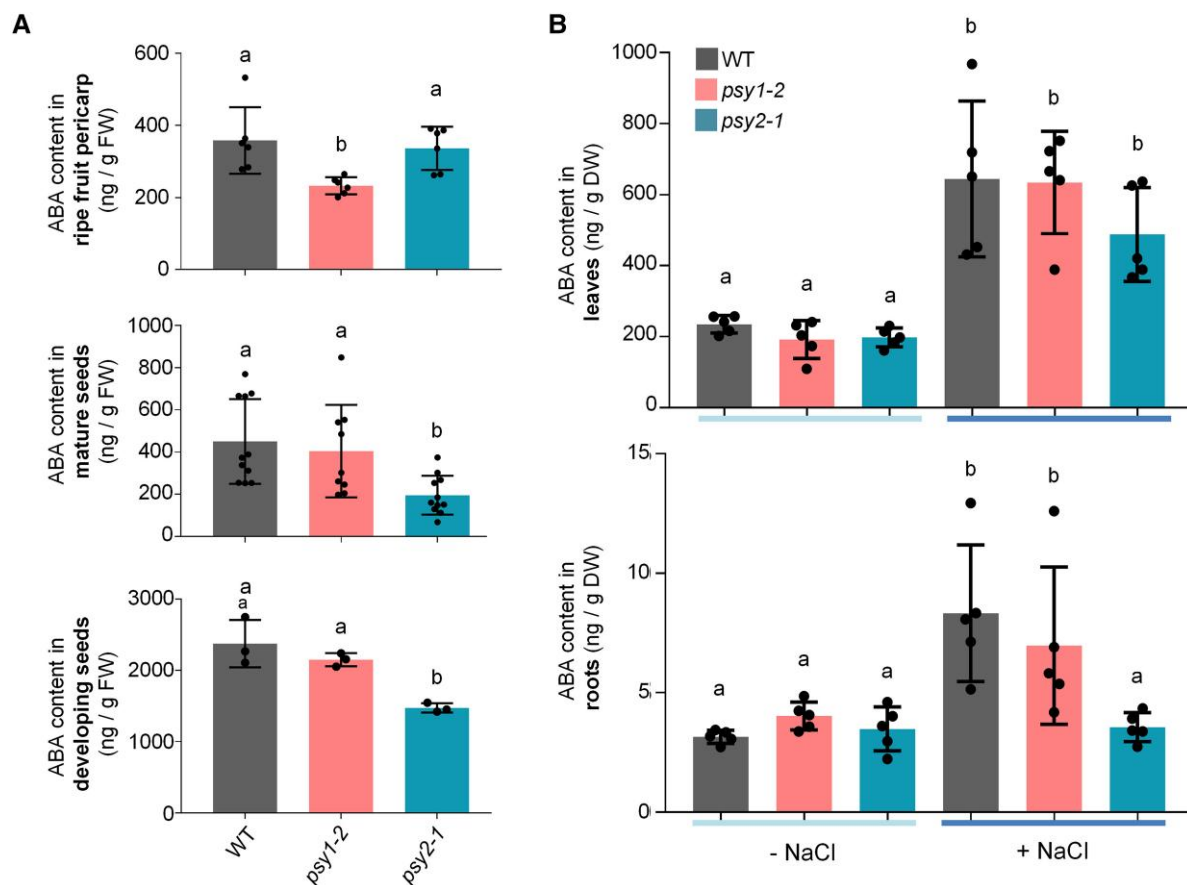 A
ABA content in
ripe fruit pericarp
(ng / g FW)
600
400
200
0
a
b
a
ABA content in
mature seeds
(ng / g FW)
1000
800
600
400
200
0
a
a
b
ABA content in
developing seeds
(ng / g FW)
3000
2000
1000
0
a
a
a
b
WT
psy1-2
psy2-1
B
WT
psy1-2
psy2-1
ABA content in
leaves (ng / g DW)
1000
800
600
400
200
0
a
a
a
b
b
b
ABA content in
roots (ng / g DW)
15
10
5
0
a
a
a
b
b
a
- NaCl
+ NaCl